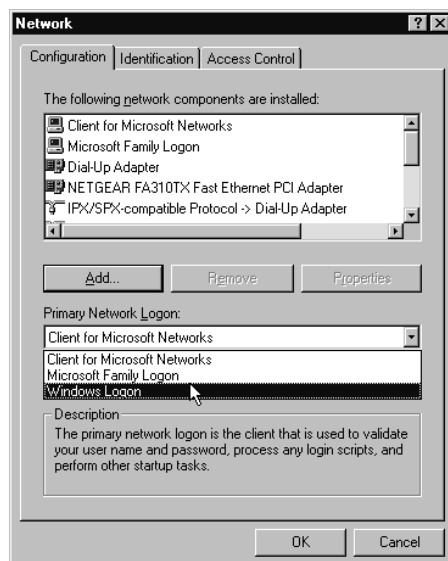 Network
Configuration Identification Access Control
The following network components are installed:
Client for Microsoft Networks
Microsoft Family Logon
Dial-Up Adapter
NETGEAR FA310TX Fast Ethernet PCI Adapter
IPX/SPX-compatible Protocol -> Dial-Up Adapter
Add... Remove Properties
Primary Network Logon:
Client for Microsoft Networks
Client for Microsoft Networks
Microsoft Family Logon
Windows Logon
Description
The primary network logon is the client that is used to validate
your user name and password, process any login scripts, and
perform other startup tasks.
OK Cancel